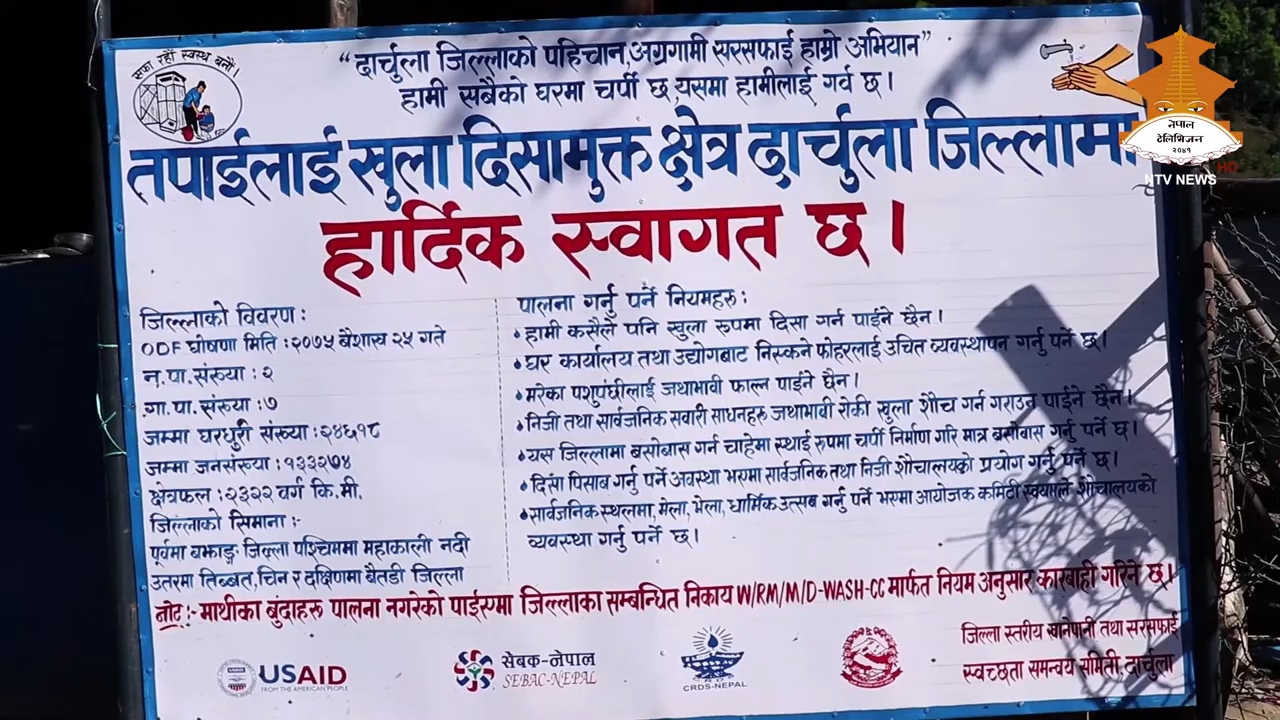 सफा रहौं स्वस्थ बनौं।
“दार्चुला जिल्लाको पहिचान,अग्रगामी सरसफाई हाम्रो अभियान”
हामी सबैको घरमा चर्पी छ,यसमा हामीलाई गर्व छ।
तपाईलाई खुला दिसामुक्त क्षेत्र दार्चुला जिल्लामा
हार्दिक स्वागत छ।
नेपाल
टेलिभिजन
२०४१
HD
NTV NEWS
जिल्लाको विवरण:
ODF घोषणा मिति :२०७५ बैशाख २५ गते
न.पा.संख्या : २
गा.पा.संख्या : ७
जम्मा घरधुरी संख्या :२४६१८
जम्मा जनसंख्या :१३३२७४
क्षेत्रफल :२३२२ वर्ग कि.मी.
जिल्लाको सिमाना :-
पूर्वमा बझाङ्ग जिल्ला पश्चिममा महाकाली नदी
उतरमा तिब्बत,चिन र दक्षिणमा बैतडी जिल्ला
पालना गर्नु पर्ने नियमहरु:
हामी कसैले पनि खुला रुपमा दिसा गर्न पाईने छैन।
घर कार्यालय तथा उद्योगबाट निस्कने फोहरलाई उचित व्यवस्थापन गर्नु पर्ने छ।
मरेका पशुपंछीलाई जथाभावी फाल्न पाईने छैन।
निजी तथा सार्वजनिक सवारी साधनहरु जथाभावी रोकी खुला शौच गर्न गराउन पाईने छैन।
यस जिल्लामा बसोबास गर्न चाहेमा स्थाई रुपमा चर्पी निर्माण गरि मात्र बसोबास गर्नु पर्ने छ।
दिसा पिसाब गर्नु पर्ने अवस्था भएमा सार्वजनिक तथा निजी शौचालयको प्रयोग गर्नु पर्ने छ।
सार्वजनिक स्थलमा, मेला, भेला, धार्मिक उत्सव गर्नु पर्ने भएमा आयोजक कमिटी स्वयमले शौचालयको
व्यवस्था गर्नु पर्ने छ।
नोट:- माथीका बुंदाहरु पालना नगरेको पाईएमा जिल्लाका सम्बन्धित निकाय W/RM/M/D-WASH-CC मार्फत नियम अनुसार कारबाही गरिने छ।
USAID
FROM THE AMERICAN PEOPLE
सेबक-नेपाल
SEBAC-NEPAL
CRDS-NEPAL
जिल्ला स्तरीय खानेपानी तथा सरसफाई
स्वच्छता समन्वय समिती, दार्चुला